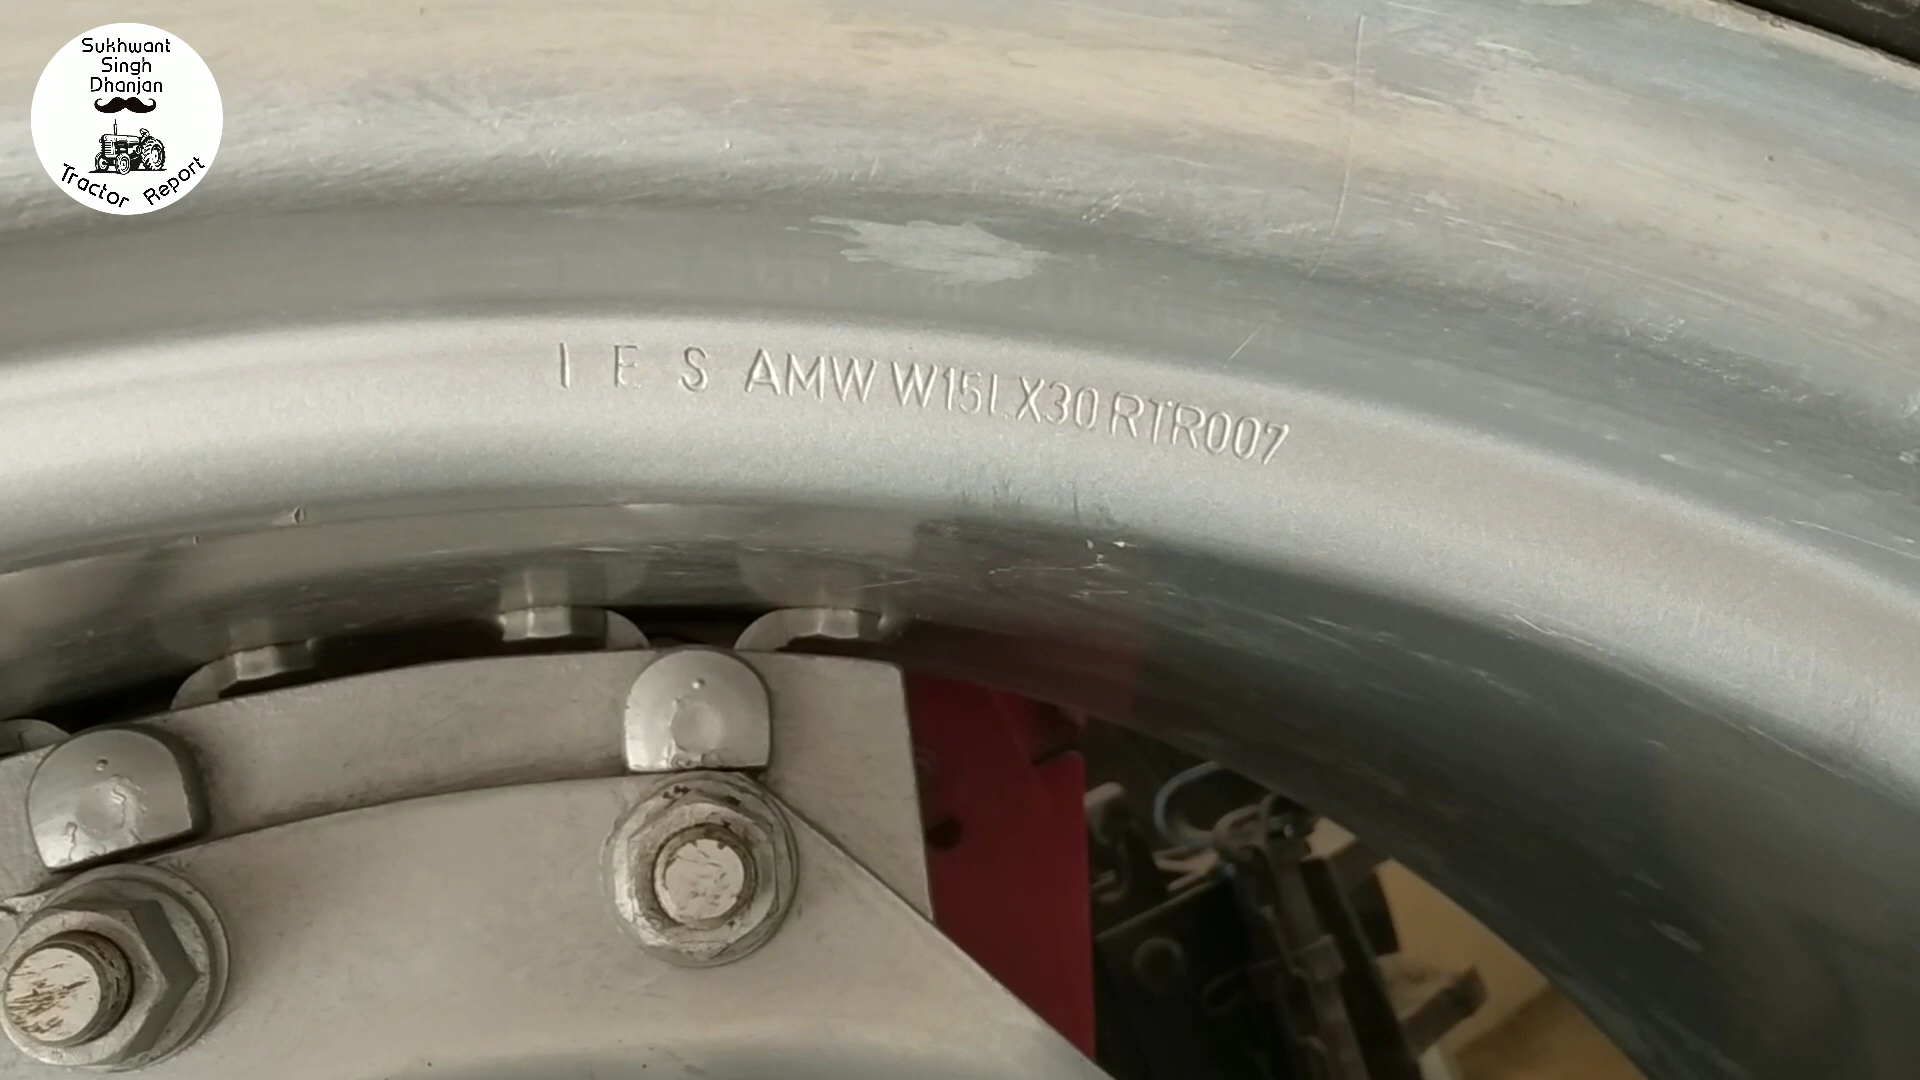 Sukhwant
Singh
Dhanjan
Tractor Report
I E S AMW W15LX30 RTR007